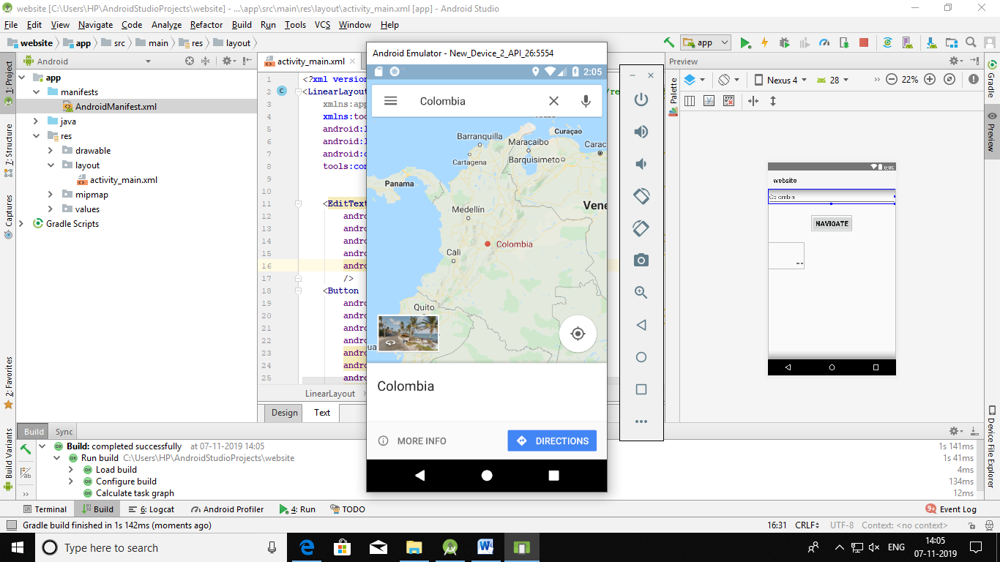 website [C:\Users\HP\AndroidStudioProjects\website] - ...\app\src\main\res\layout\activity_main.xml [app] - Android Studio
File Edit View Navigate Code Analyze Refactor Build Run Tools VCS Window Help
website app src main res layout
app
Android
activity_main.xml
Preview
1: Project
7: Structure
Captures
2: Favorites
Build Variants
app
manifests
AndroidManifest.xml
java
res
drawable
layout
activity_main.xml
mipmap
values
Gradle Scripts
1 <?xml version
2 <LinearLayout
3 xmlns:app
4 xmlns:too
5 android:l
6 android:l
7 android:o
8 tools:con
9
10
11 <EditText
12 andro
13 andro
14 andro
15 andro
16 andro
17 />
18 <Button
19 andro
20 andro
21 andro
22 andro
23 andro
24 andro
25 andro
LinearLayout
Design Text
Android Emulator - New_Device_2_API_26:5554
2:05
Colombia
Curaçao
Barranquilla
Maracaibo
Carac
Cartagena
Barquisimeto
Panama
Vene
Medellín
Colombia
Cali
Quito
Colombia
MORE INFO
DIRECTIONS
Palette
Nexus 4 28 22%
website
Colombia
NAVIGATE
Gradle
Preview
Device File Explorer
Build Sync
Build: completed successfully at 07-11-2019 14:05 1s 141ms
Run build C:\Users\HP\AndroidStudioProjects\website 1s 41ms
Load build 4ms
Configure build 134ms
Calculate task graph 12ms
Terminal Build 6: Logcat Android Profiler 4: Run TODO 9+ Event Log
Gradle build finished in 1s 142ms (moments ago) 16:31 CRLF UTF-8 Context: <no context>
Type here to search
ENG
14:05
07-11-2019